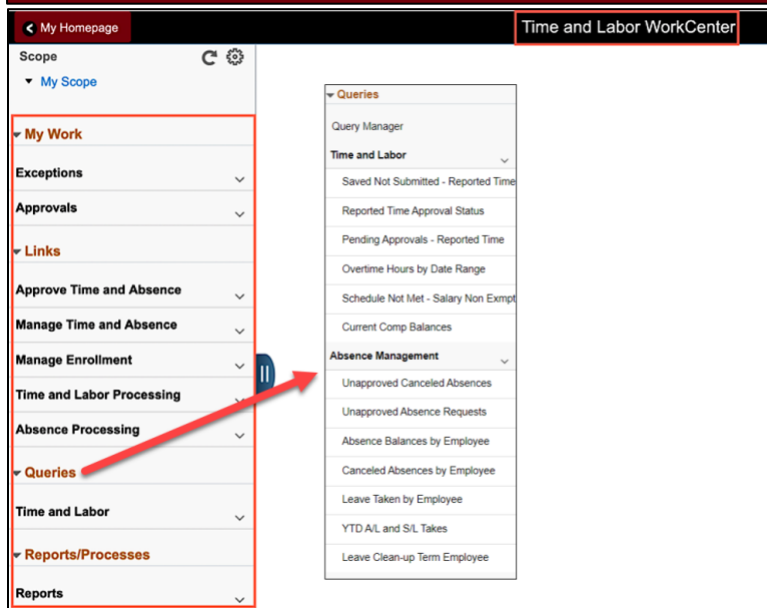 My Homepage
Time and Labor WorkCenter
Scope
My Scope
My Work
Exceptions
Approvals
Links
Approve Time and Absence
Manage Time and Absence
Manage Enrollment
Time and Labor Processing
Absence Processing
Queries
Time and Labor
Reports/Processes
Reports
Queries
Query Manager
Time and Labor
Saved Not Submitted - Reported Time
Reported Time Approval Status
Pending Approvals - Reported Time
Overtime Hours by Date Range
Schedule Not Met - Salary Non Exmpt
Current Comp Balances
Absence Management
Unapproved Canceled Absences
Unapproved Absence Requests
Absence Balances by Employee
Canceled Absences by Employee
Leave Taken by Employee
YTD A/L and S/L Takes
Leave Clean-up Term Employee